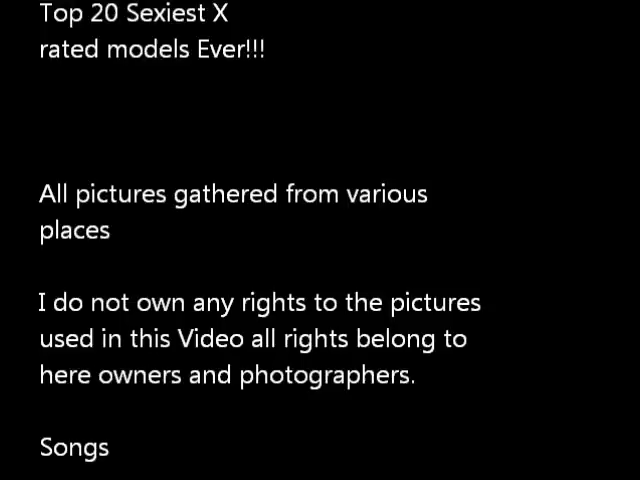 Top 20 Sexiest X
rated models Ever!!!
All pictures gathered from various
places
I do not own any rights to the pictures
used in this Video all rights belong to
here owners and photographers.
Songs